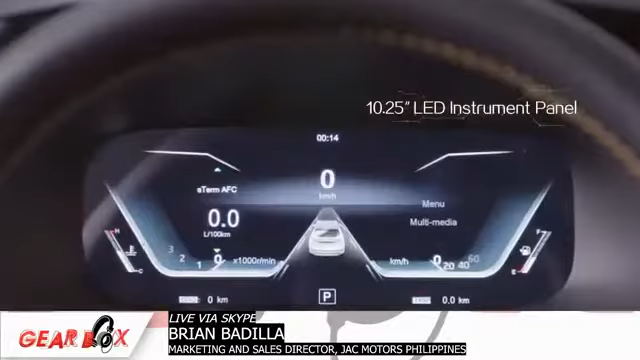 10.25" LED Instrument Panel
00:14
sTerm AFC
0.0
L/100km
0
km/h
Menu
Multi-media
H
C
3
2
1
0
x1000r/min
km/h
0
20
40
60
F
E
0 km
P
0.0 km
GEAR BOX
LIVE VIA SKYPE
BRIAN BADILLA
MARKETING AND SALES DIRECTOR, JAC MOTORS PHILIPPINES